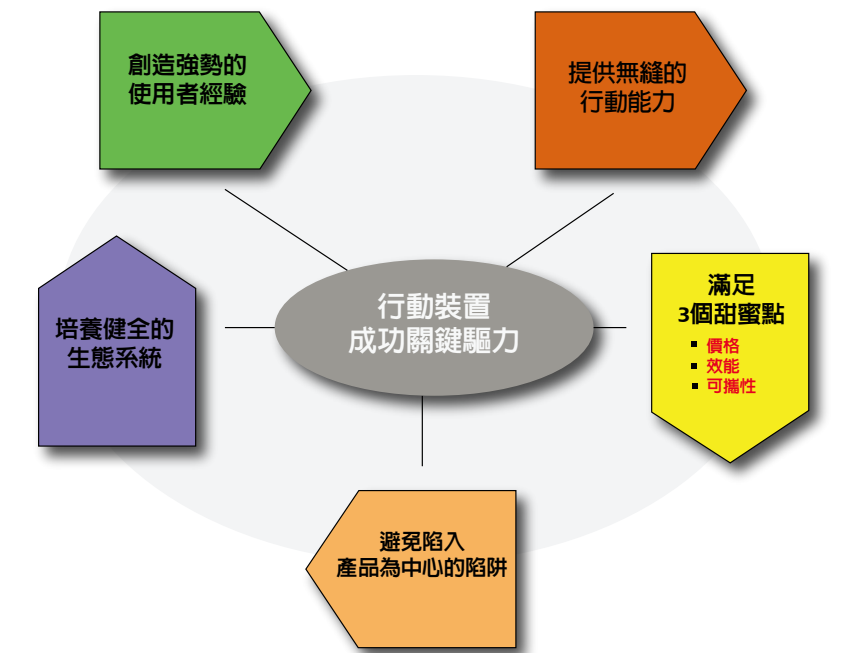 創造強勢的
使用者經驗
提供無縫的
行動能力
培養健全的
生態系統
行動裝置
成功關鍵驅力
滿足
3個甜蜜點
▪ 價格
▪ 效能
▪ 可攜性
避免陷入
產品為中心的陷阱